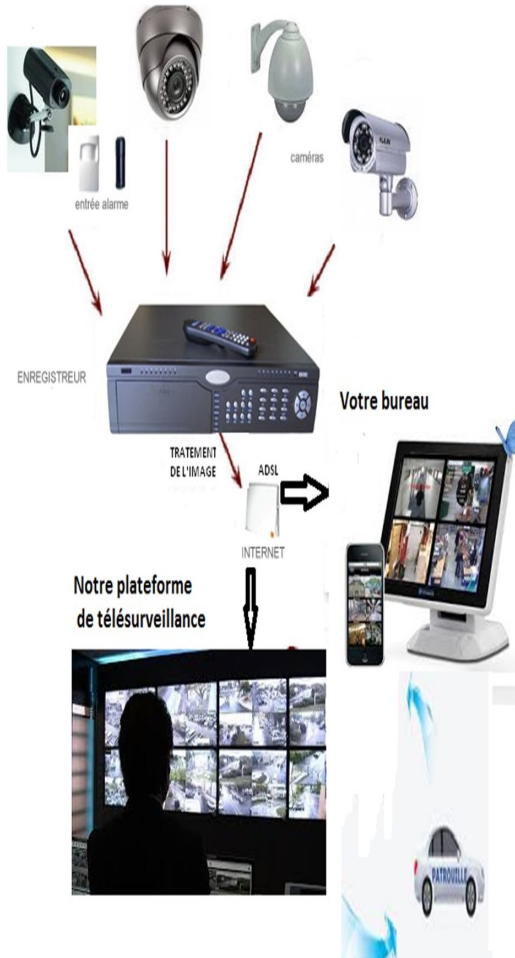 caméras
entrée alarme
ENREGISTREUR
Votre bureau
TRATEMENT
DE L'IMAGE
ADSL
INTERNET
Notre plateforme
de télésurveillance
PATROUILLE